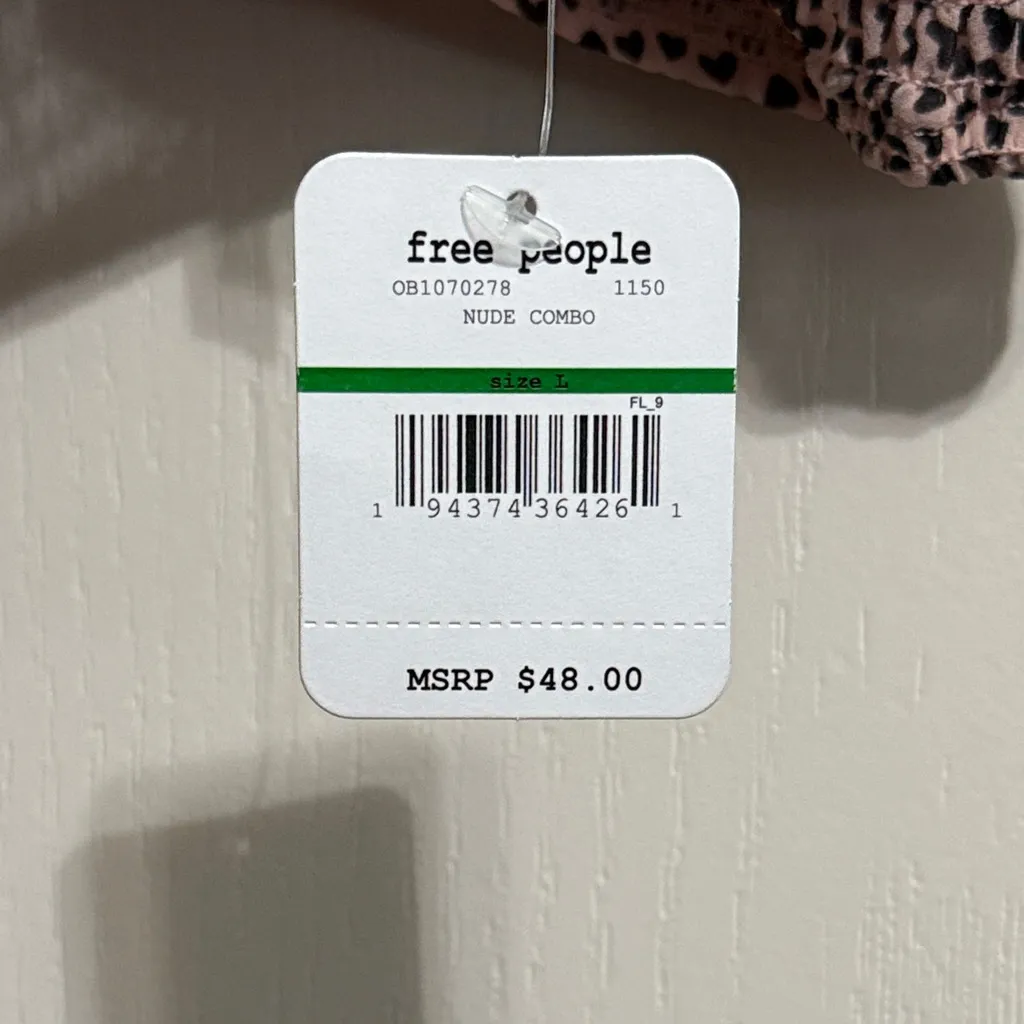 free people
OB1070278 1150
NUDE COMBO
size L
FL_9
1 94374 36426 1
MSRP $48.00